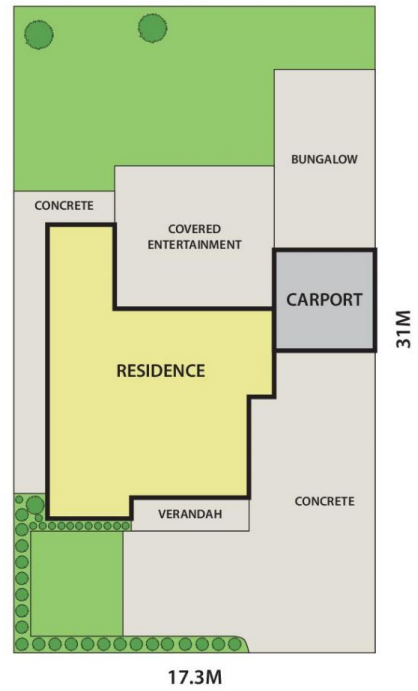 BUNGALOW
CONCRETE
COVERED
ENTERTAINMENT
CARPORT
31M
RESIDENCE
CONCRETE
VERANDAH
17.3M